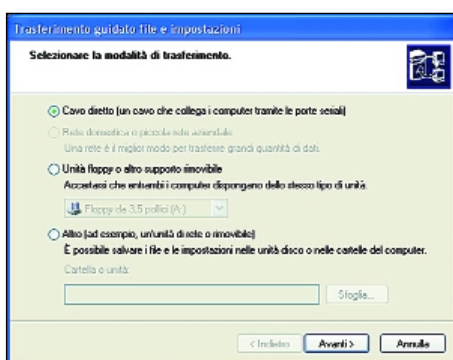 Trasferimento guidato file e impostazioni
Selezionare la modalità di trasferimento.
Cavo diretto (un cavo che collega i computer tramite le porte seriali)
Rete domestica o piccola rete aziendale
Una rete è il miglior modo per trasferire grandi quantità di dati.
Unità floppy o altro supporto rimovibile
Accertarsi che entrambi i computer dispongano dello stesso tipo di unità.
Floppy da 3,5 pollici (A:)
Altro (ad esempio, un'unità di rete o rimovibile)
È possibile salvare i file e le impostazioni nelle unità disco o nelle cartelle del computer.
Cartella o unità:
Sfoglia...
< Indietro
Avanti >
Annulla